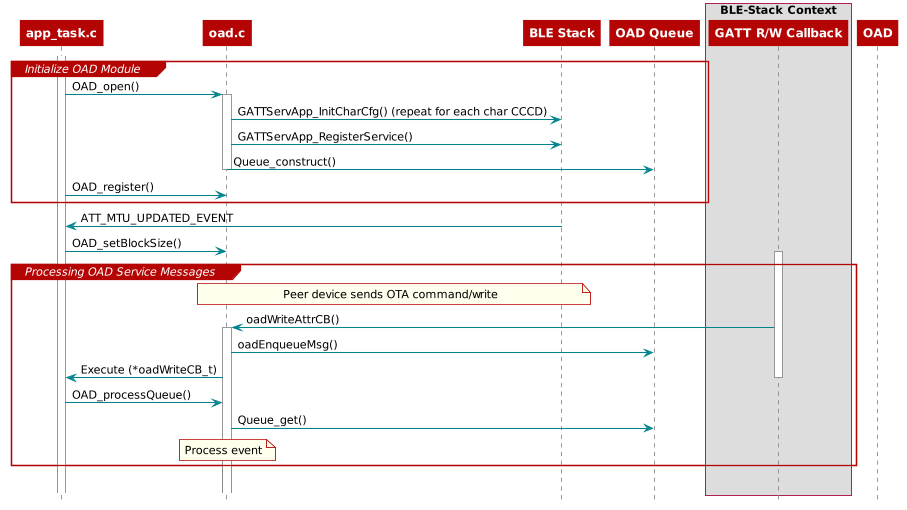 BLE-Stack Context
app_task.c
oad.c
BLE Stack
OAD Queue
GATT R/W Callback
OAD
Initialize OAD Module
OAD_open()
GATTServApp_InitCharCfg() (repeat for each char CCCD)
GATTServApp_RegisterService()
Queue_construct()
OAD_register()
ATT_MTU_UPDATED_EVENT
OAD_setBlockSize()
Processing OAD Service Messages
Peer device sends OTA command/write
oadWriteAttrCB()
oadEnqueueMsg()
Execute (*oadWriteCB_t)
OAD_processQueue()
Queue_get()
Process event